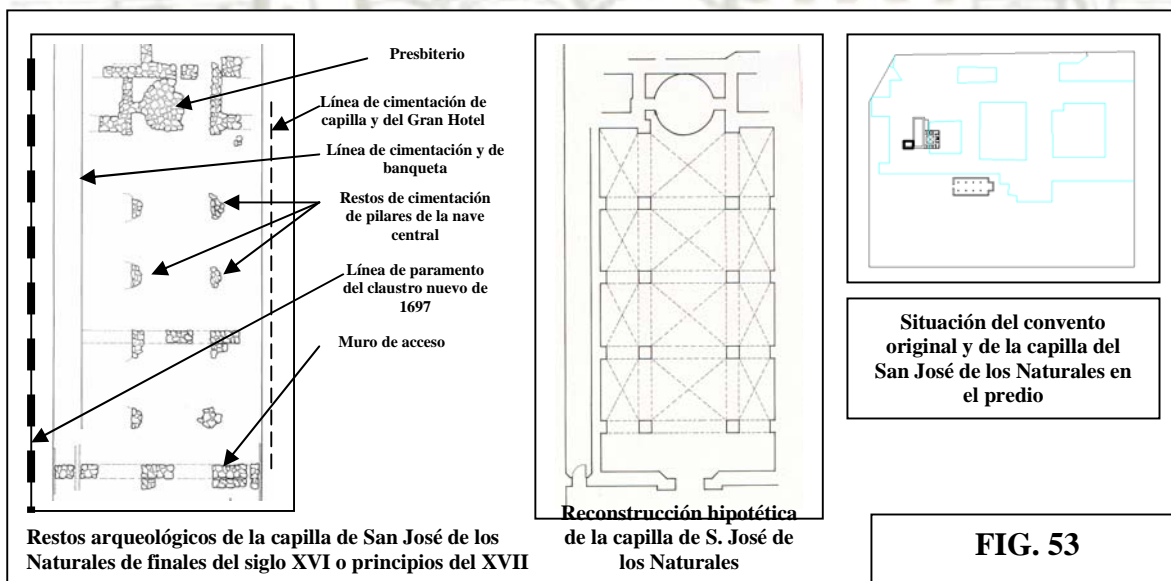 Presbiterio
Línea de cimentación de
capilla y del Gran Hotel
Línea de cimentación y de
banqueta
Restos de cimentación
de pilares de la nave
central
Línea de paramento
del claustro nuevo de
1697
Muro de acceso
Restos arqueológicos de la capilla de San José de los
Naturales de finales del siglo XVI o principios del XVII
Reconstrucción hipotética
de la capilla de S. José de
los Naturales
Situación del convento
original y de la capilla del
San José de los Naturales en
el predio
FIG. 53